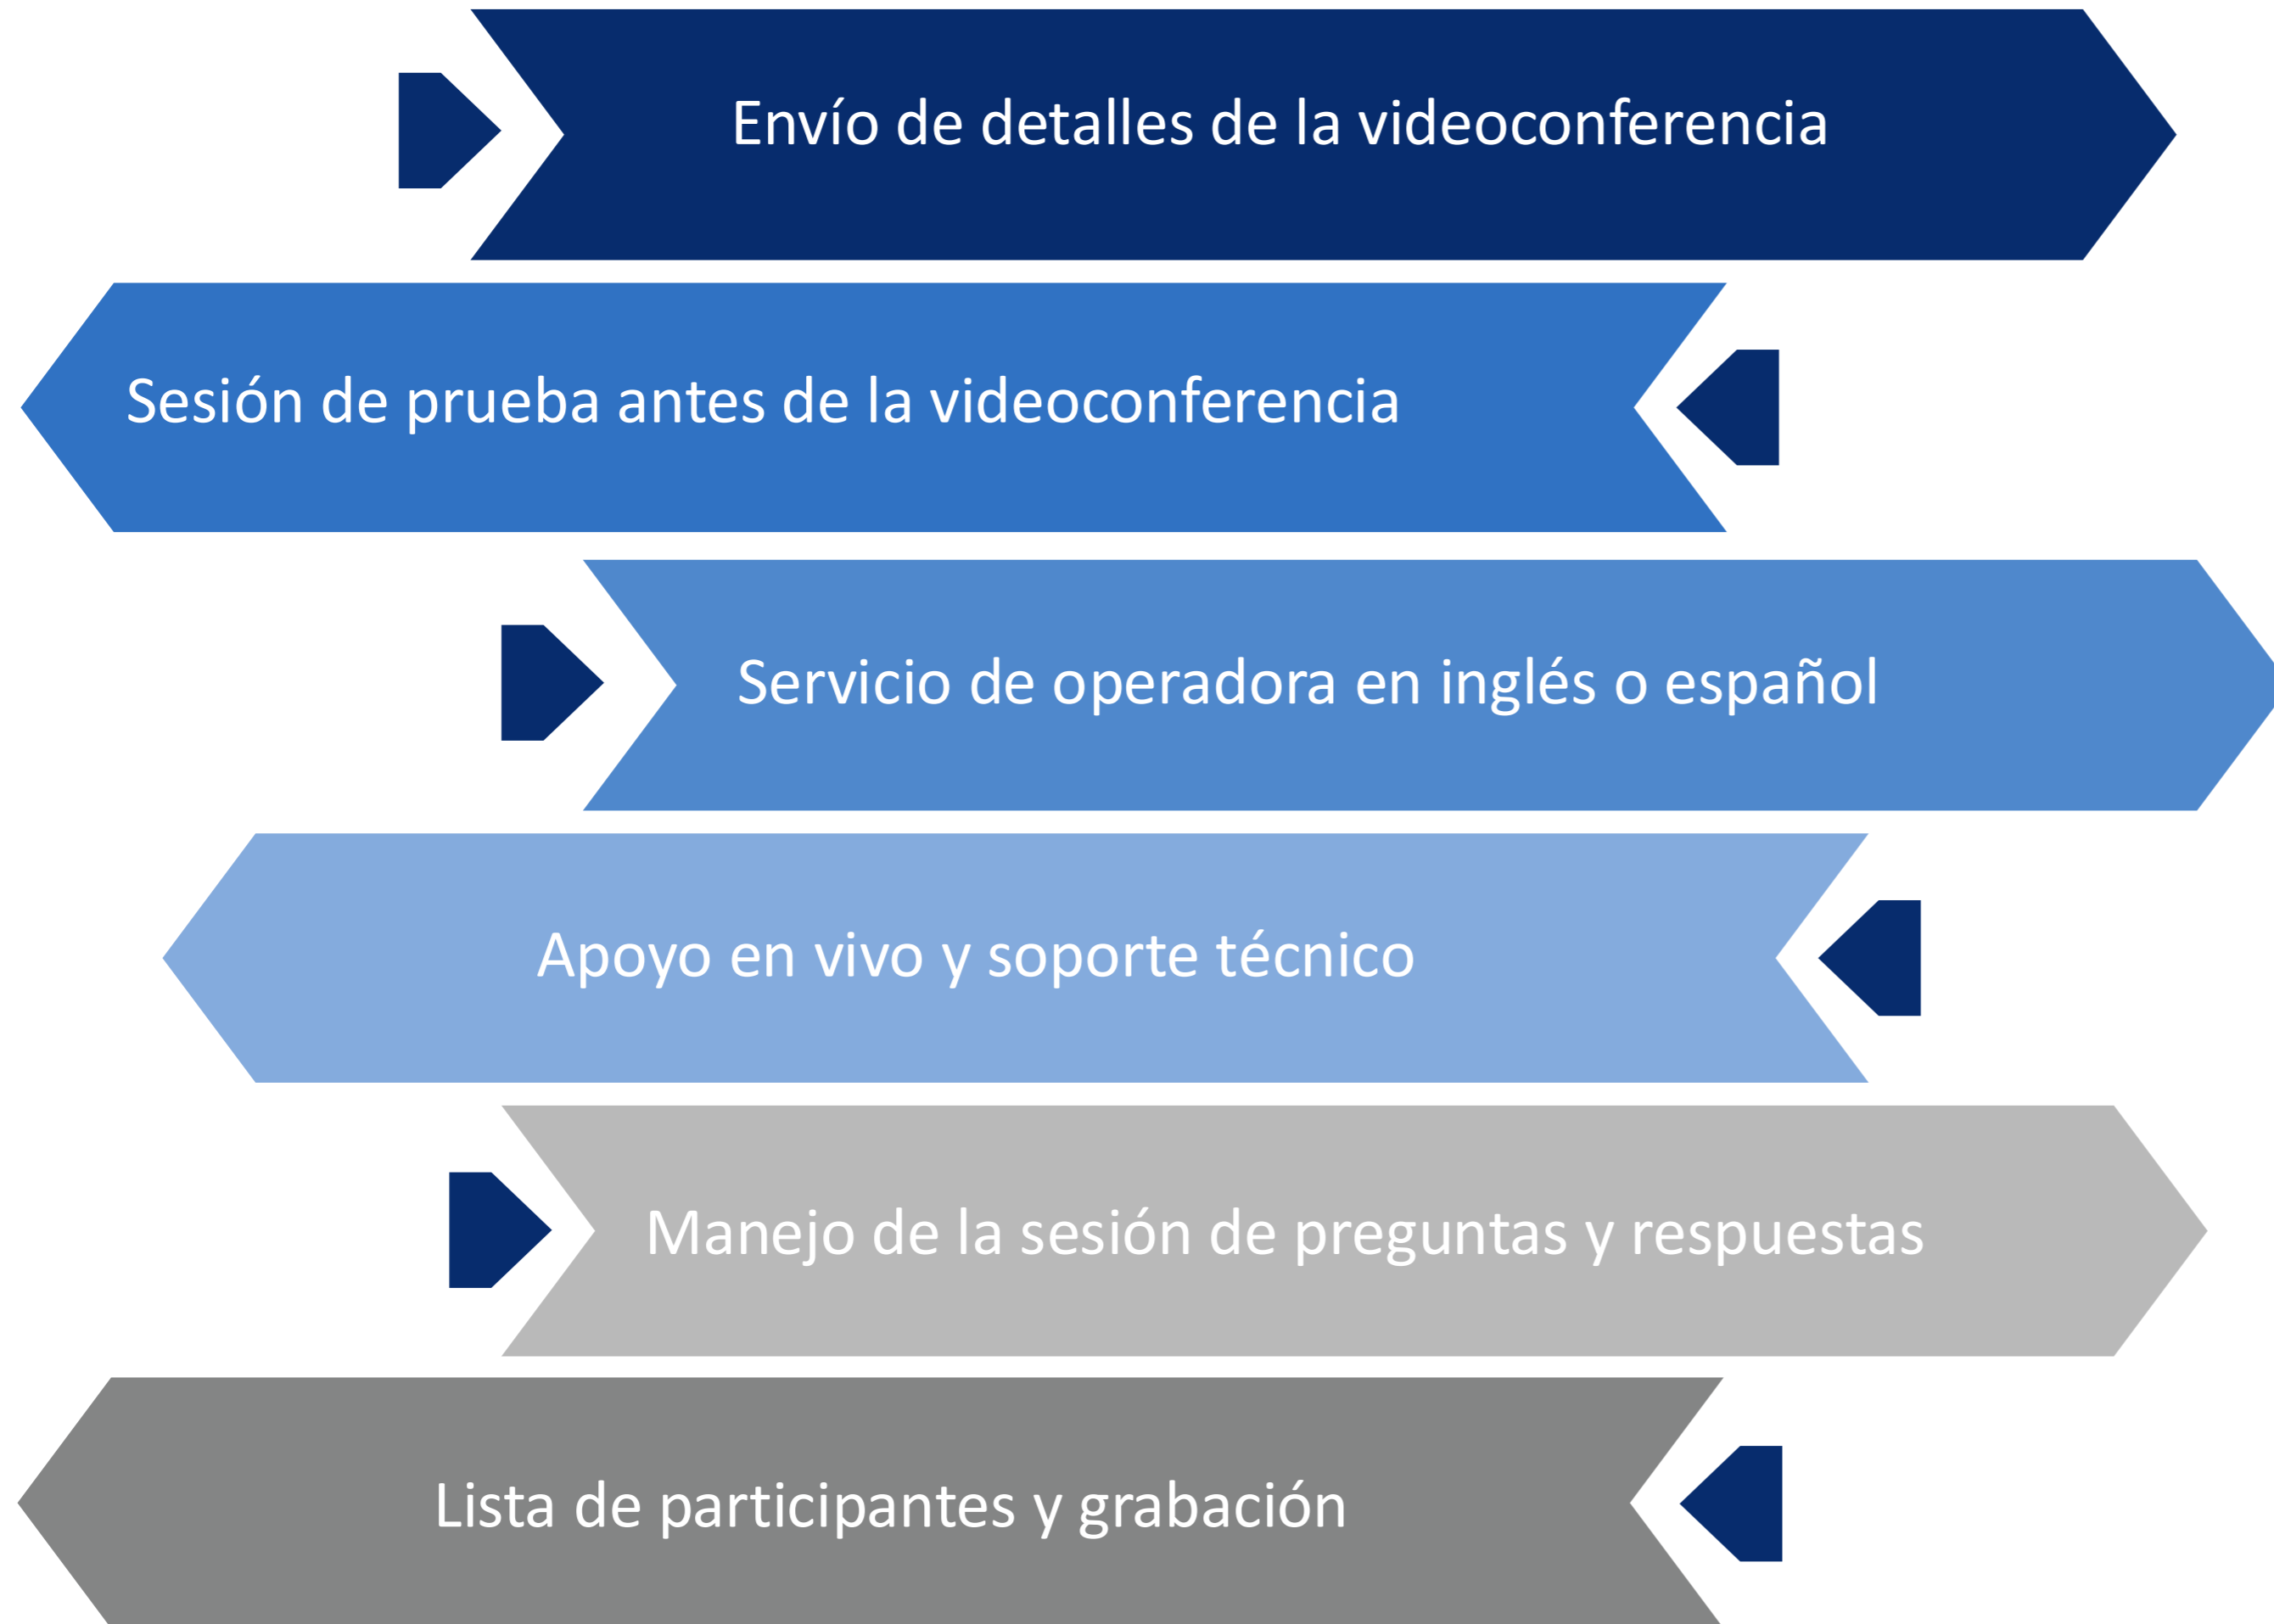 Envío de detalles de la videoconferencia
Sesión de prueba antes de la videoconferencia
Servicio de operadora en inglés o español
Apoyo en vivo y soporte técnico
Manejo de la sesión de preguntas y respuestas
Lista de participantes y grabación